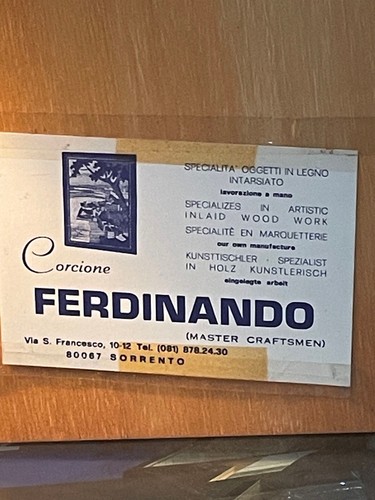 SPECIALITA' OGGETTI IN LEGNO
INTARSIATO
lavorazione a mano
SPECIALIZES IN ARTISTIC
INLAID WOOD WORK
SPECIALITÈ EN MARQUETTERIE
our own manufacture
KUNSTTISCHLER - SPEZIALIST
IN HOLZ KUNSTLERISCH
eingelegte arbeit
Corcione
FERDINANDO
(MASTER CRAFTSMEN)
Via S. Francesco, 10-12 Tel. (081) 878.24.30
80067 SORRENTO